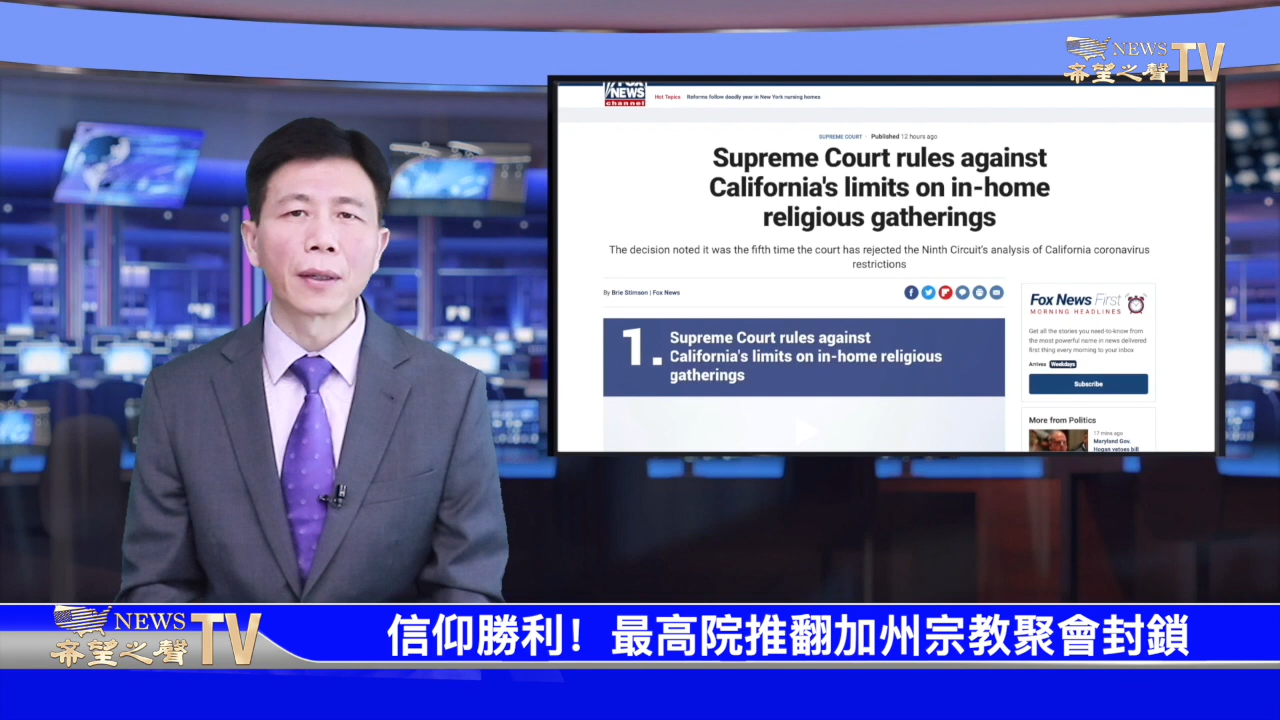 NEWS
希望之聲TV
FOX
NEWS
channel
Hot Topics Reforms follow deadly year in New York nursing homes
SUPREME COURT · Published 12 hours ago
Supreme Court rules against
California's limits on in-home
religious gatherings
The decision noted it was the fifth time the court has rejected the Ninth Circuit's analysis of California coronavirus
restrictions
By Brie Stimson | Fox News
1. Supreme Court rules against
California's limits on in-home religious
gatherings
Fox News First
MORNING HEADLINES
Get all the stories you need-to-know from
the most powerful name in news delivered
first thing every morning to your inbox
Arrives Weekdays
Subscribe
More from Politics
17 mins ago
Maryland Gov.
Hogan vetoes bill
NEWS
希望之聲TV
信仰勝利！最高院推翻加州宗教聚會封鎖